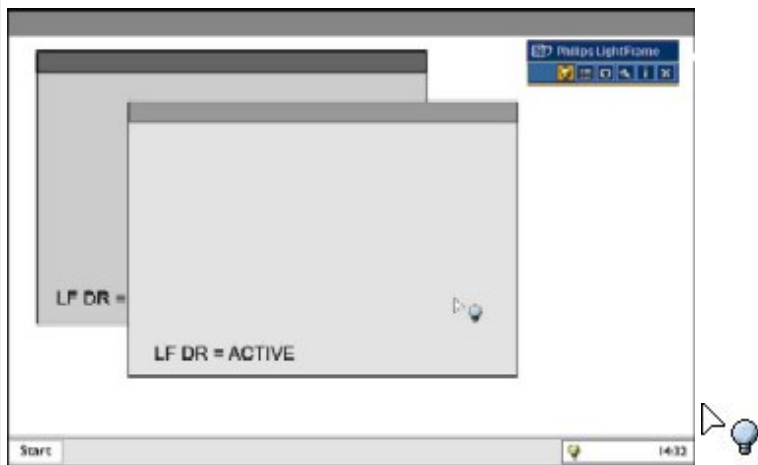 Philips LightFrame
LF DR =
LF DR = ACTIVE
Start
14:33